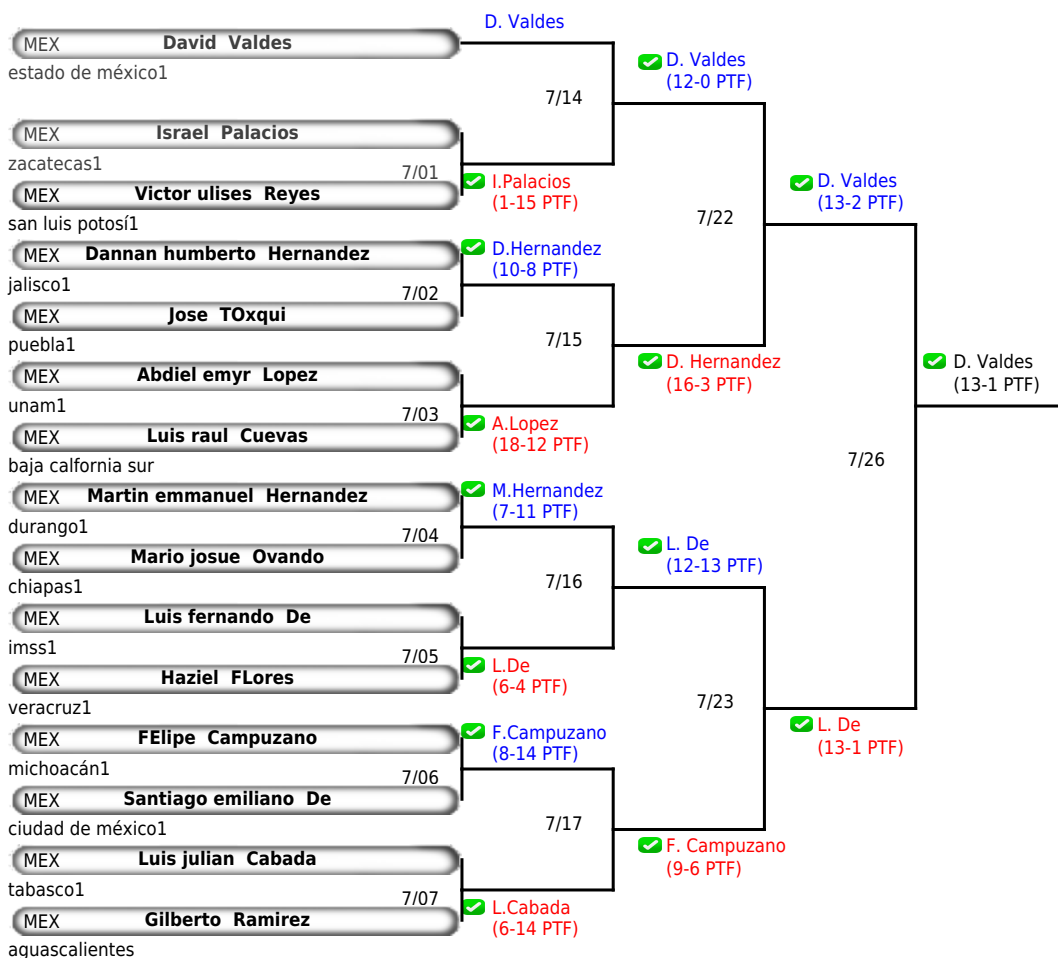 D. Valdes
MEX David Valdes
estado de méxico1
D. Valdes
(12-0 PTF)
7/14
MEX Israel Palacios
zacatecas1
7/01
I.Palacios
(1-15 PTF)
MEX Victor ulises Reyes
san luis potosí1
D. Valdes
(13-2 PTF)
7/22
MEX Dannan humberto Hernandez
jalisco1
D.Hernandez
(10-8 PTF)
7/02
MEX Jose TOxqui
puebla1
7/15
D. Hernandez
(16-3 PTF)
MEX Abdiel emyr Lopez
unam1
7/03
A.Lopez
(18-12 PTF)
MEX Luis raul Cuevas
baja calfornia sur
D. Valdes
(13-1 PTF)
7/26
MEX Martin emmanuel Hernandez
durango1
M.Hernandez
(7-11 PTF)
7/04
MEX Mario josue Ovando
chiapas1
L. De
(12-13 PTF)
7/16
MEX Luis fernando De
imss1
7/05
L.De
(6-4 PTF)
MEX Haziel FLores
veracruz1
7/23
L. De
(13-1 PTF)
MEX FElipe Campuzano
michoacán1
F.Campuzano
(8-14 PTF)
7/06
MEX Santiago emiliano De
ciudad de méxico1
7/17
F. Campuzano
(9-6 PTF)
MEX Luis julian Cabada
tabasco1
7/07
L.Cabada
(6-14 PTF)
MEX Gilberto Ramirez
aguascalientes